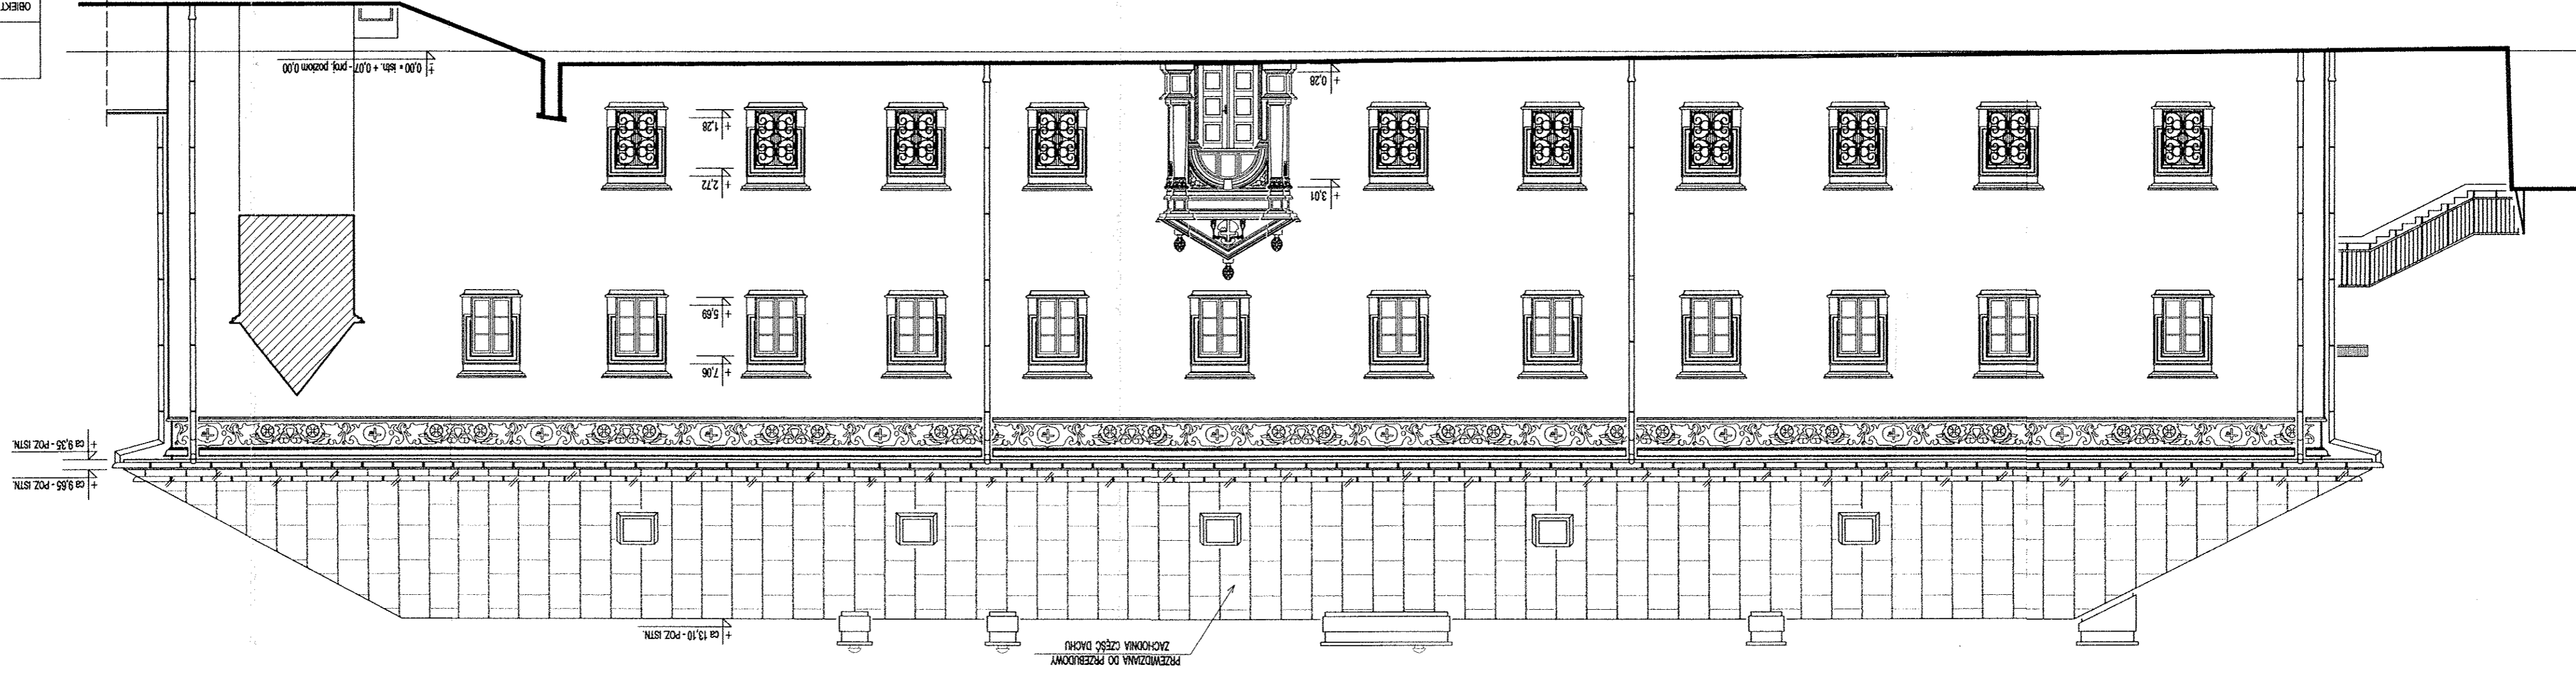 PRZEWIDZIANA DO PRZEBUDOWY
ZACHODNIA CZĘŚĆ DACHU
ca 13,10 - POZ. ISTN.
ca 9,65 - POZ. ISTN.
ca 9,35 - POZ. ISTN.
7,06
5,69
3,01
2,72
1,28
0,28
0,00 = istn. + 0,07 - proj. poziom 0.00
OBIEKT